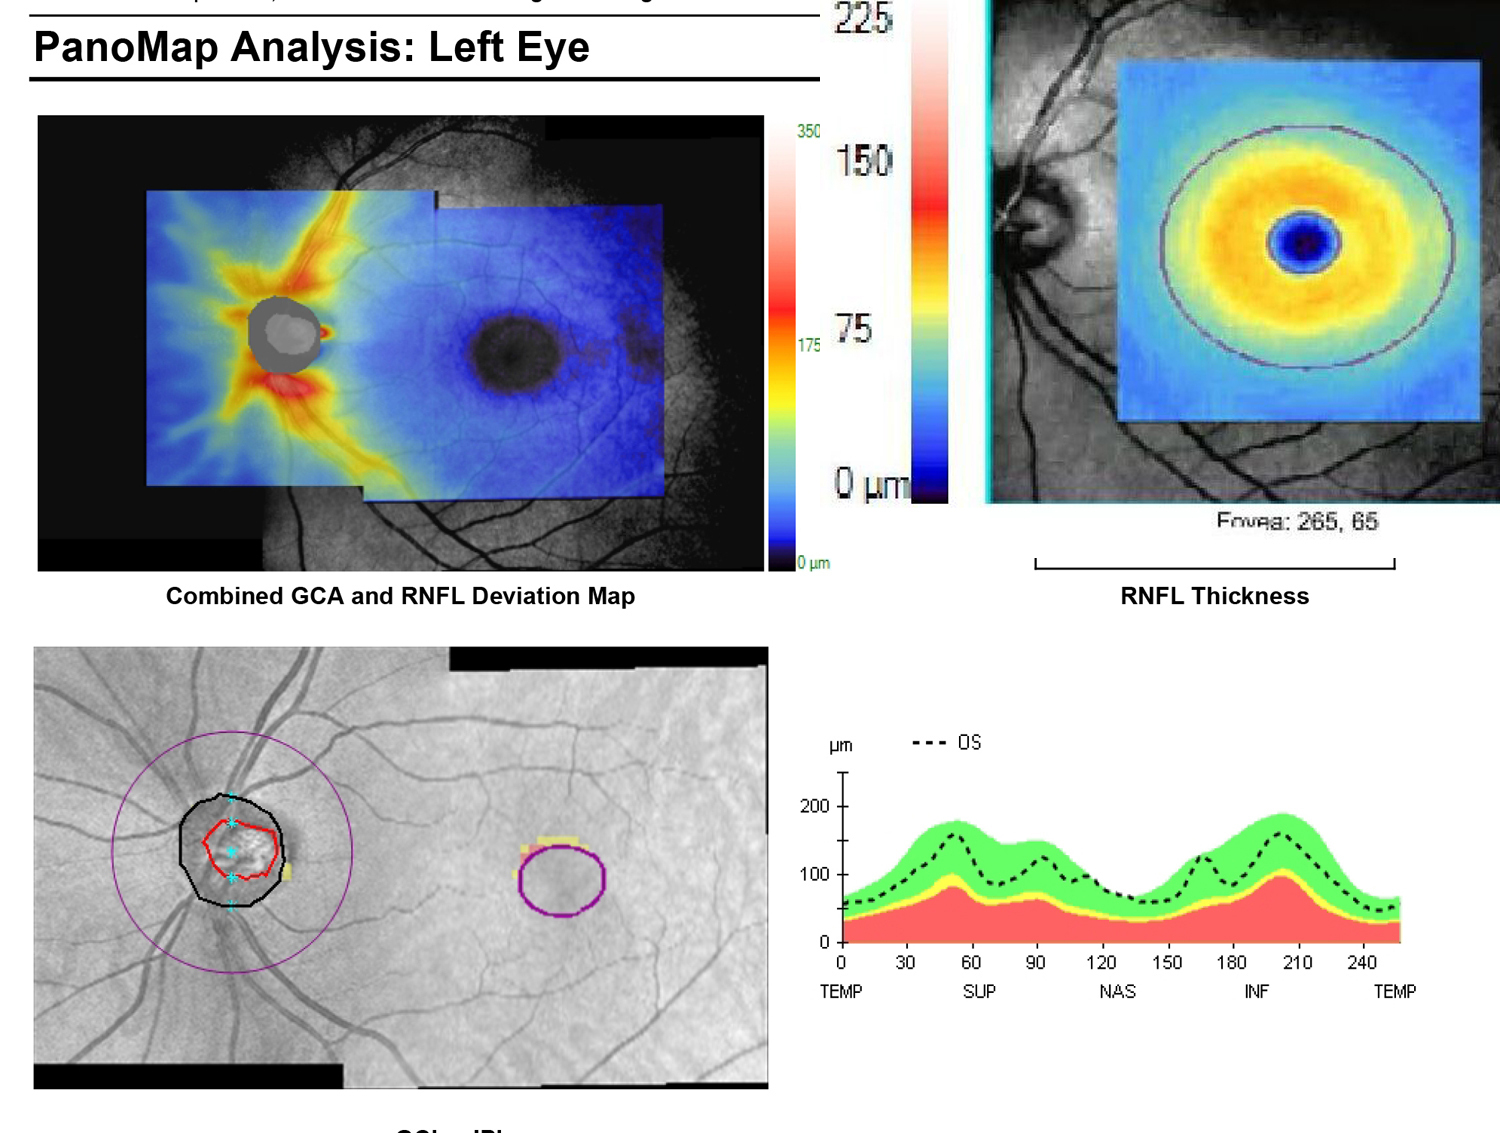 PanoMap Analysis: Left Eye
350
175
0 µm
225
150
75
0 µm
Fovea: 265, 65
Combined GCA and RNFL Deviation Map
RNFL Thickness
µm
OS
200
100
0
0 30 60 90 120 150 180 210 240
TEMP SUP NAS INF TEMP